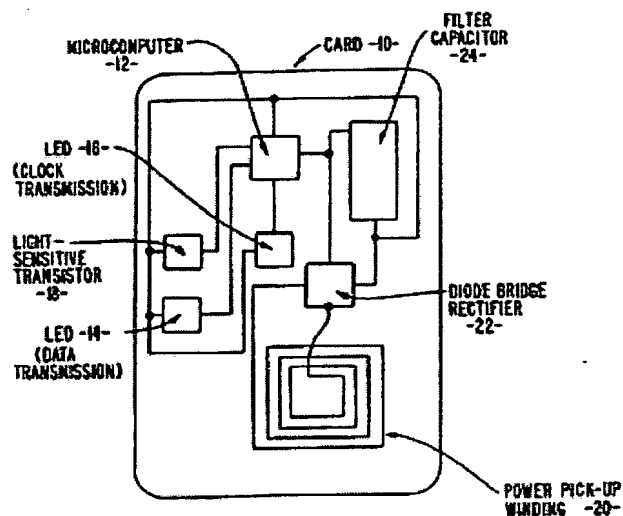 FILTER
CAPACITOR
-24-
MICROCOMPUTER
-12-
CARD -10-
LED -16-
(CLOCK
TRANSMISSION)
LIGHT-
SENSITIVE
TRANSISTOR
-18-
LED -14-
(DATA
TRANSMISSION)
DIODE BRIDGE
RECTIFIER
-22-
POWER PICK-UP
WINDING -20-